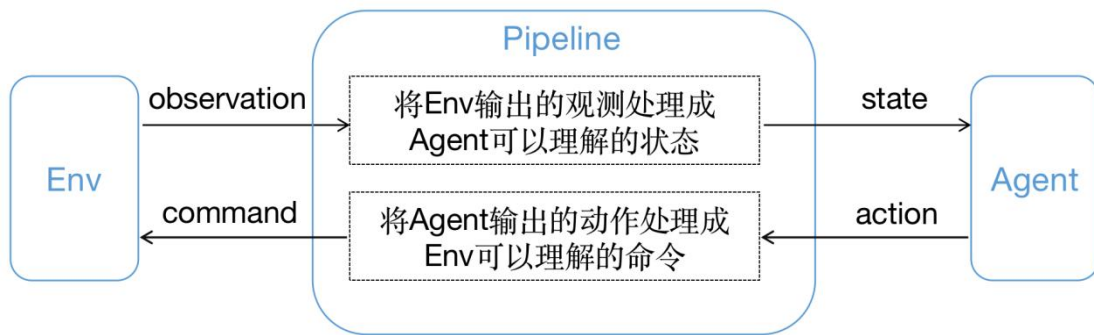 Pipeline
observation
将Env输出的观测处理成
Agent可以理解的状态
state
Env
Agent
command
将Agent输出的动作处理成
Env可以理解的命令
action